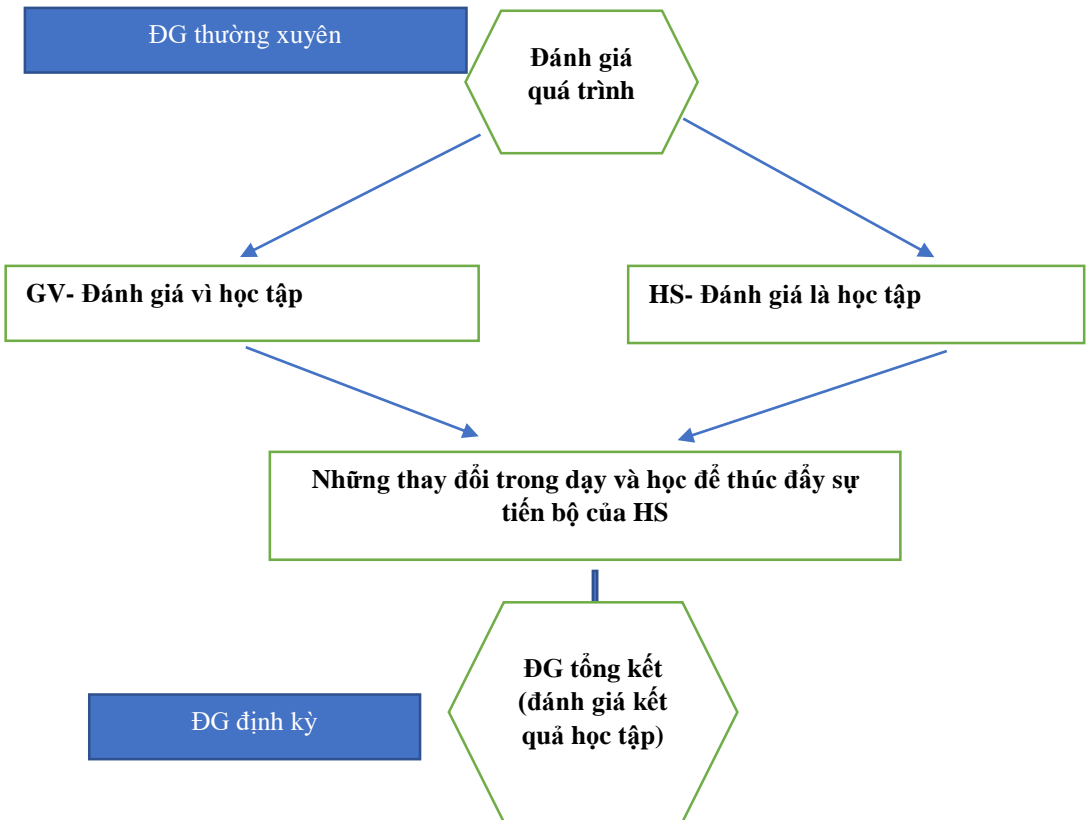 ĐG thường xuyên
Đánh giá
quá trình
GV- Đánh giá vì học tập
HS- Đánh giá là học tập
Những thay đổi trong dạy và học để thúc đẩy sự
tiến bộ của HS
ĐG tổng kết
(đánh giá kết
quả học tập)
ĐG định kỳ